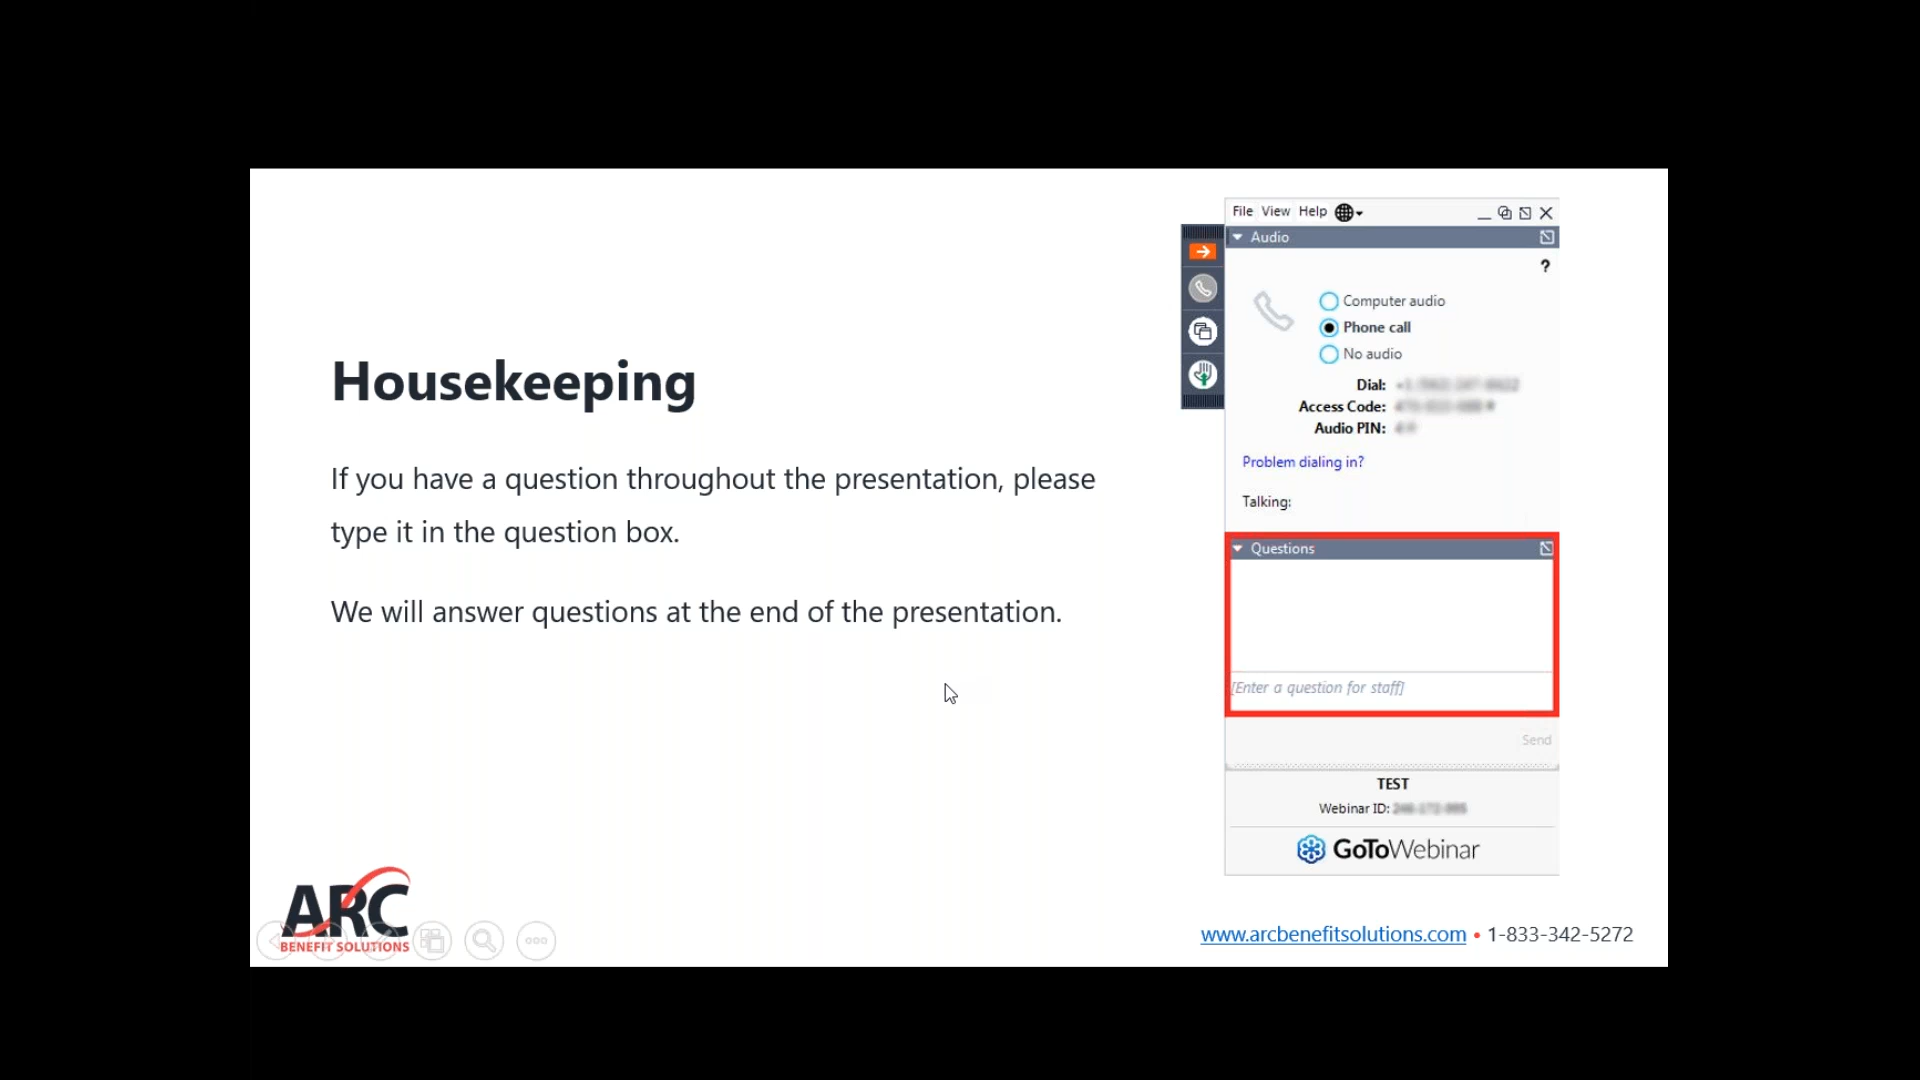 Housekeeping
If you have a question throughout the presentation, please
type it in the question box.
We will answer questions at the end of the presentation.
File View Help
Audio
?
Computer audio
Phone call
No audio
Dial:
Access Code:
Audio PIN:
Problem dialing in?
Talking:
Questions
[Enter a question for staff]
Send
TEST
Webinar ID:
GoToWebinar
ARC
BENEFIT SOLUTIONS
www.arcbenefitsolutions.com • 1-833-342-5272